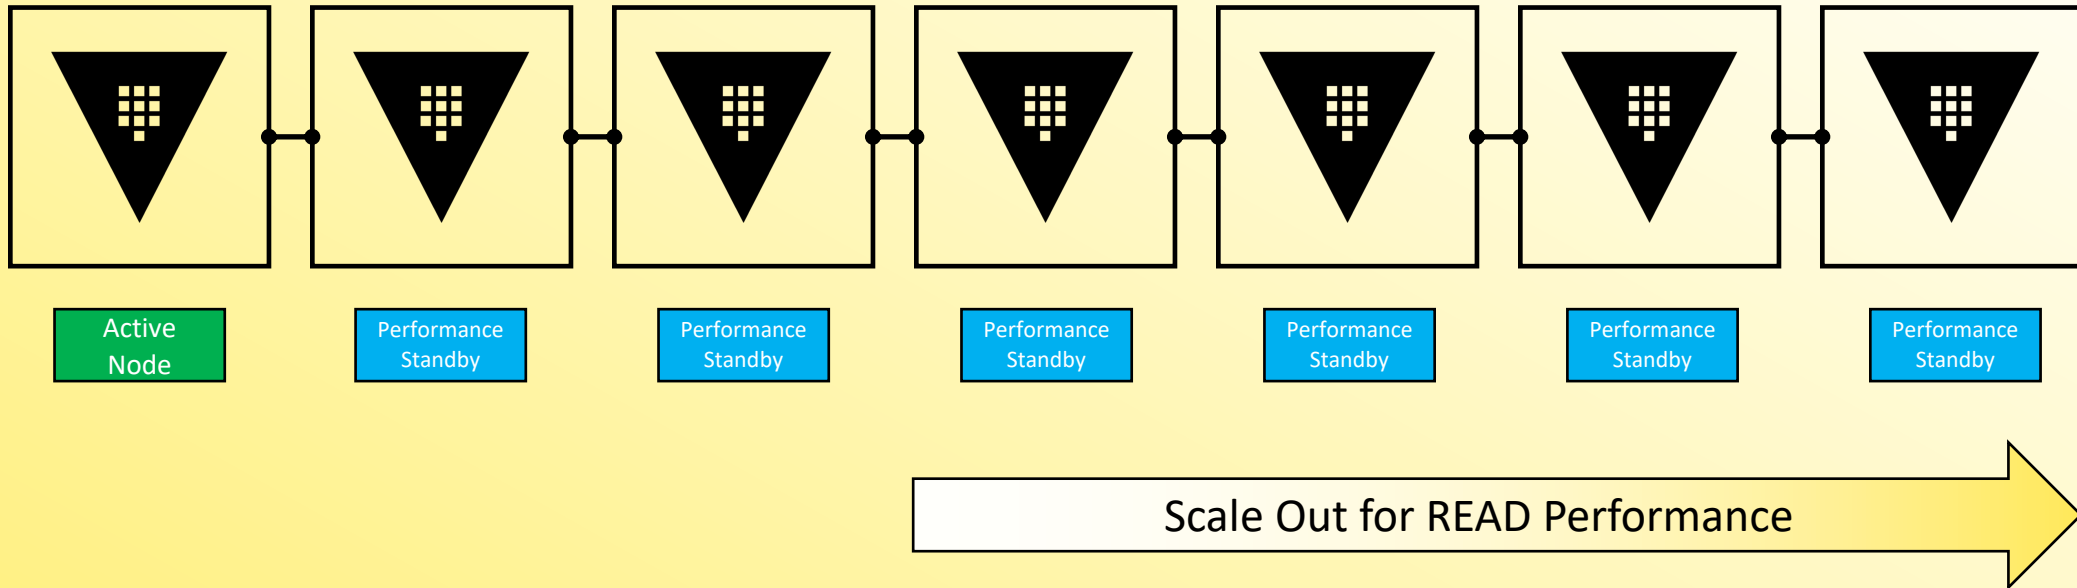 Active
Node
Performance
Standby
Performance
Standby
Performance
Standby
Performance
Standby
Performance
Standby
Performance
Standby
Scale Out for READ Performance